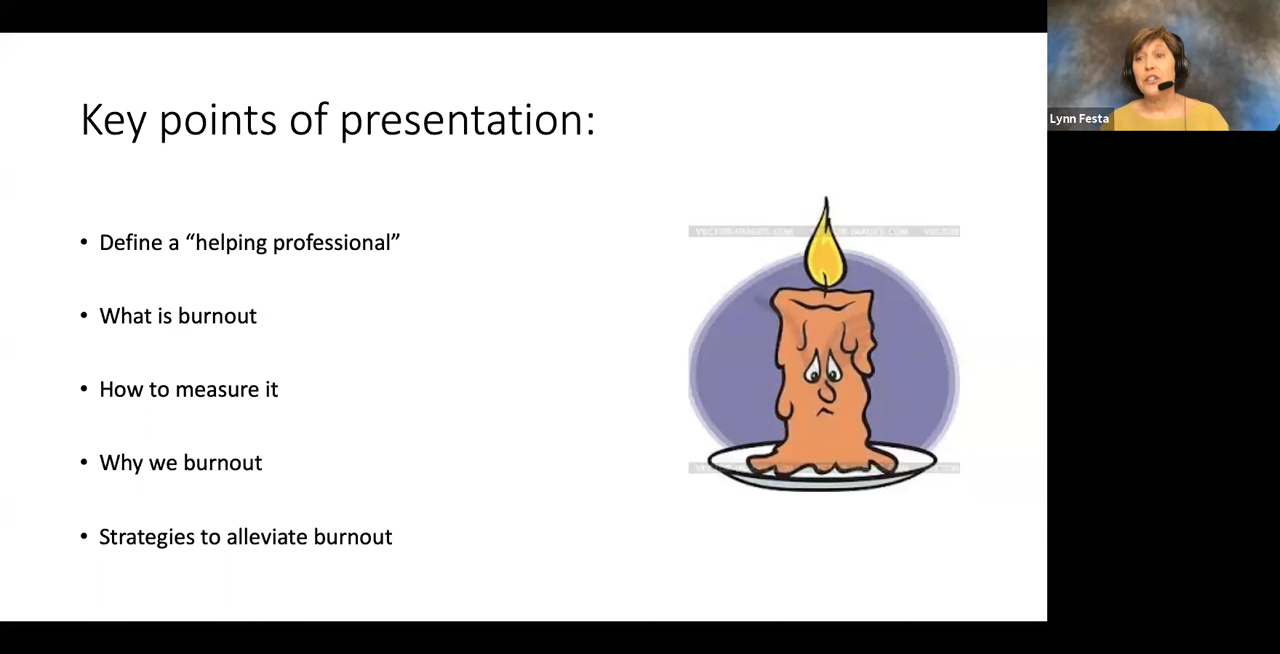 Key points of presentation:
• Define a “helping professional”
• What is burnout
• How to measure it
• Why we burnout
• Strategies to alleviate burnout
Lynn Festa